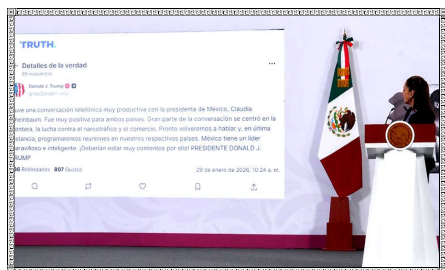 TRUTH.
Detalles de la verdad
Donald J. Trump
uve una conversación telefónica muy productiva con la presidenta de México, Claudia
heinbaum. Fue muy positiva para ambos países. Gran parte de la conversación se centró en la
ontera, la lucha contra el narcotráfico y el comercio. Pronto volveremos a hablar y, en última
stancia, programaremos reuniones en nuestros respectivos países. México tiene un líder
aravilloso e inteligente. ¡Deberían estar muy contentos por ello! PRESIDENTE DONALD J.
RUMP
807 Gustos 29 de enero de 2026, 10:24 a. m.